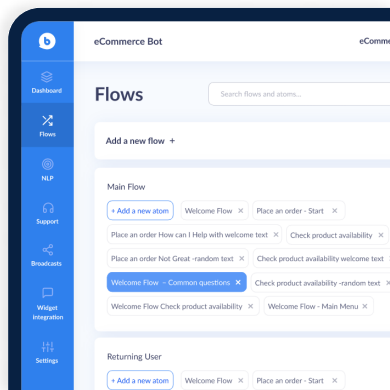 eCommerce Bot
eComme
Dashboard
Flows
NLP
Support
Broadcasts
Widget
integration
Settings
Flows
Search flows and atoms...
Add a new flow +
Main Flow
+ Add a new atom Welcome Flow × Place an order - Start ×
Place an order How can I Help with welcome text × Check product availability ×
Place an order Not Great -random text × Check product availability welcome text
Welcome Flow – Common questions × Check product availability -random text ×
Welcome Flow Check product availability × Welcome Flow - Main Menu ×
Returning User
+ Add a new atom Welcome Flow × Place an order - Start ×